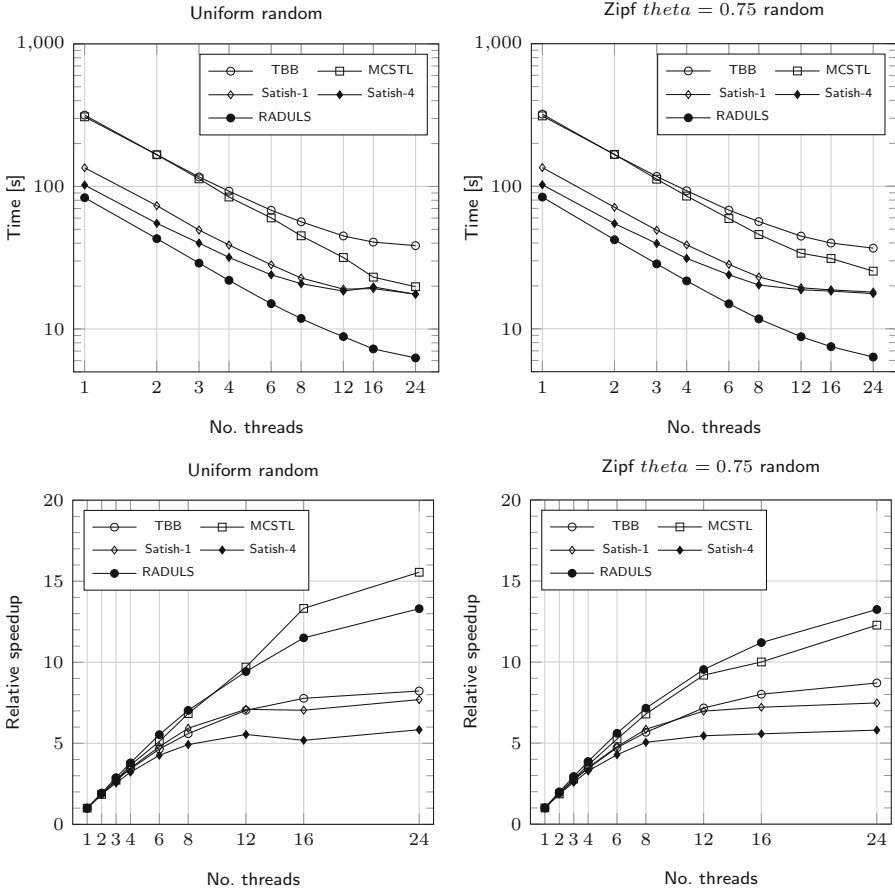 Uniform random
Zipf theta = 0.75 random
1,000
100
10
Time [s]
TBB
MCSTL
Satish-1
Satish-4
RADULS
1 2 3 4 6 8 12 16 24
No. threads
1,000
100
10
Time [s]
TBB
MCSTL
Satish-1
Satish-4
RADULS
1 2 3 4 6 8 12 16 24
No. threads
Uniform random
Zipf theta = 0.75 random
20
15
10
5
0
Relative speedup
TBB
MCSTL
Satish-1
Satish-4
RADULS
1 2 3 4 6 8 12 16 24
No. threads
20
15
10
5
0
Relative speedup
TBB
MCSTL
Satish-1
Satish-4
RADULS
1 2 3 4 6 8 12 16 24
No. threads